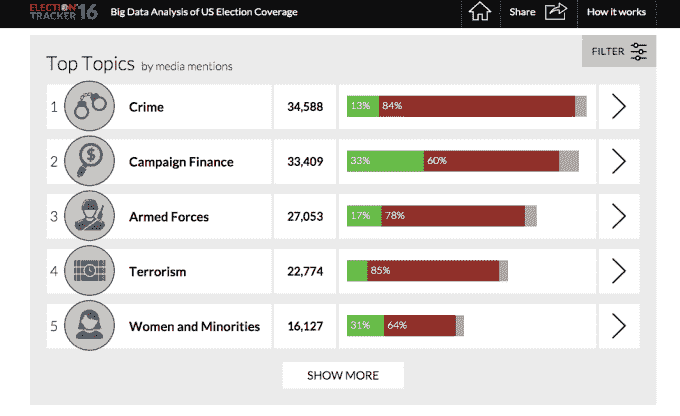 ELECTION TRACKER '16 Big Data Analysis of US Election Coverage Share How it works
FILTER
Top Topics by media mentions
1 Crime 34,588 13% 84%
2 Campaign Finance 33,409 33% 60%
3 Armed Forces 27,053 17% 78%
4 Terrorism 22,774 85%
5 Women and Minorities 16,127 31% 64%
SHOW MORE